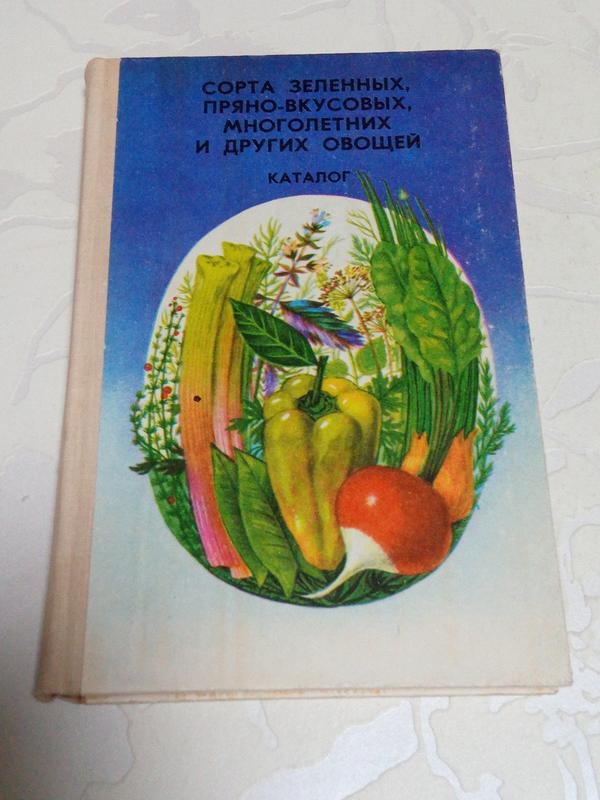 СОРТА ЗЕЛЕННЫХ,
ПРЯНО-ВКУСОВЫХ,
МНОГОЛЕТНИХ
И ДРУГИХ ОВОЩЕЙ
КАТАЛОГ